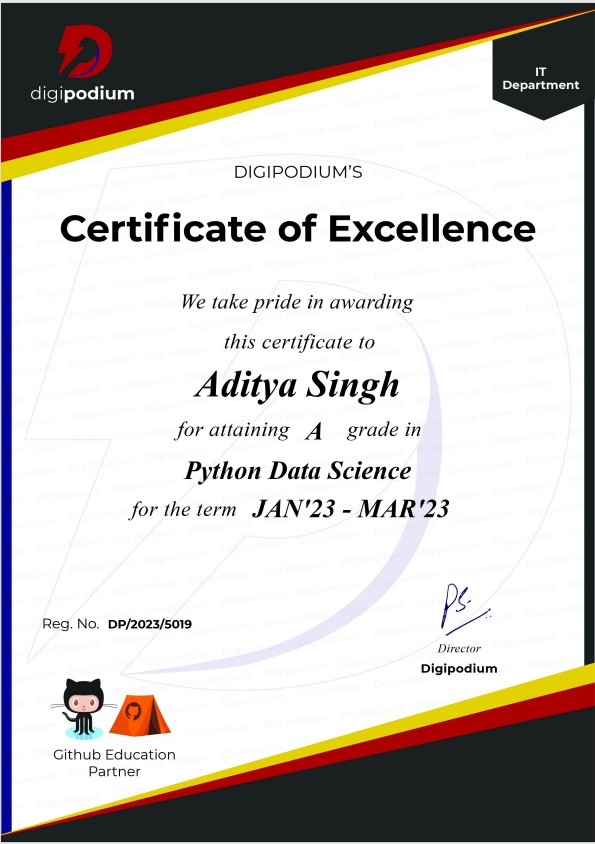 digipodium
IT
Department
DIGIPODIUM'S
Certificate of Excellence
We take pride in awarding
this certificate to
Aditya Singh
for attaining A grade in
Python Data Science
for the term JAN'23 - MAR'23
Reg. No. DP/2023/5019
Director
Digipodium
Github Education
Partner